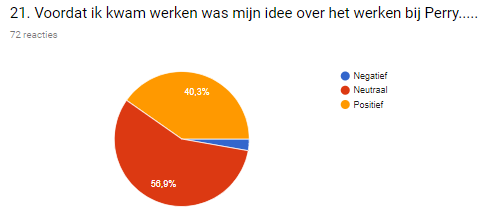 21. Voordat ik kwam werken was mijn idee over het werken bij Perry.....
72 reacties
Negatief
Neutraal
Positief
40,3%
56,9%